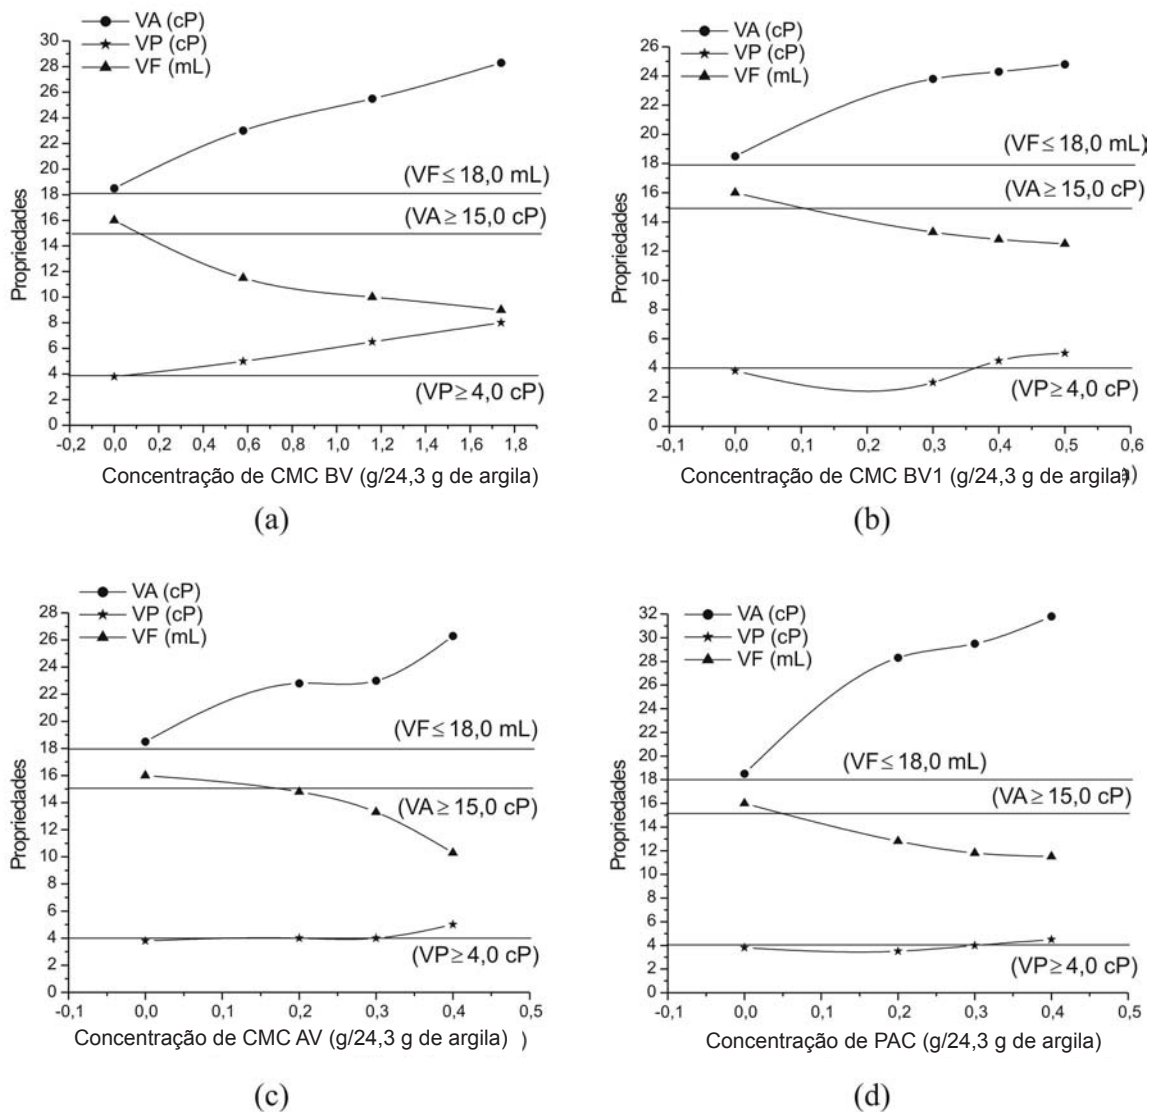 VA (cP)
VP (cP)
VF (mL)
30
28
26
24
22
20
18
16
14
12
10
8
6
4
2
0
Propriedades
(VF ≤ 18,0 mL)
(VA ≥ 15,0 cP)
(VP ≥ 4,0 cP)
-0,2 0,0 0,2 0,4 0,6 0,8 1,0 1,2 1,4 1,6 1,8
Concentração de CMC BV (g/24,3 g de argila)
(a)
VA (cP)
VP (cP)
VF (mL)
26
24
22
20
18
16
14
12
10
8
6
4
2
0
Propriedades
(VF ≤ 18,0 mL)
(VA ≥ 15,0 cP)
(VP ≥ 4,0 cP)
-0,1 0,0 0,1 0,2 0,3 0,4 0,5 0,6
Concentração de CMC BV1 (g/24,3 g de argila)
(b)
VA (cP)
VP (cP)
VF (mL)
28
26
24
22
20
18
16
14
12
10
8
6
4
2
0
Propriedades
(VF ≤ 18,0 mL)
(VA ≥ 15,0 cP)
(VP ≥ 4,0 cP)
-0,1 0,0 0,1 0,2 0,3 0,4 0,5
Concentração de CMC AV (g/24,3 g de argila) )
(c)
VA (cP)
VP (cP)
VF (mL)
32
30
28
26
24
22
20
18
16
14
12
10
8
6
4
2
0
Propriedades
(VF ≤ 18,0 mL)
(VA ≥ 15,0 cP)
(VP ≥ 4,0 cP)
-0,1 0,0 0,1 0,2 0,3 0,4 0,5
Concentração de PAC (g/24,3 g de argila)
(d)